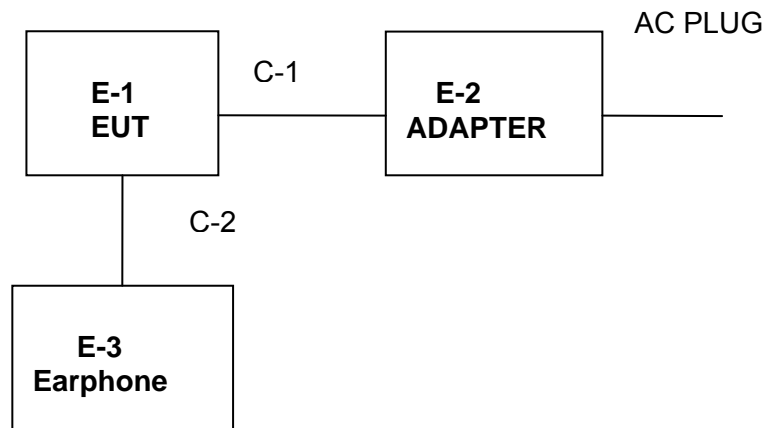 AC PLUG
C-1
E-1
EUT
E-2
ADAPTER
C-2
E-3
Earphone